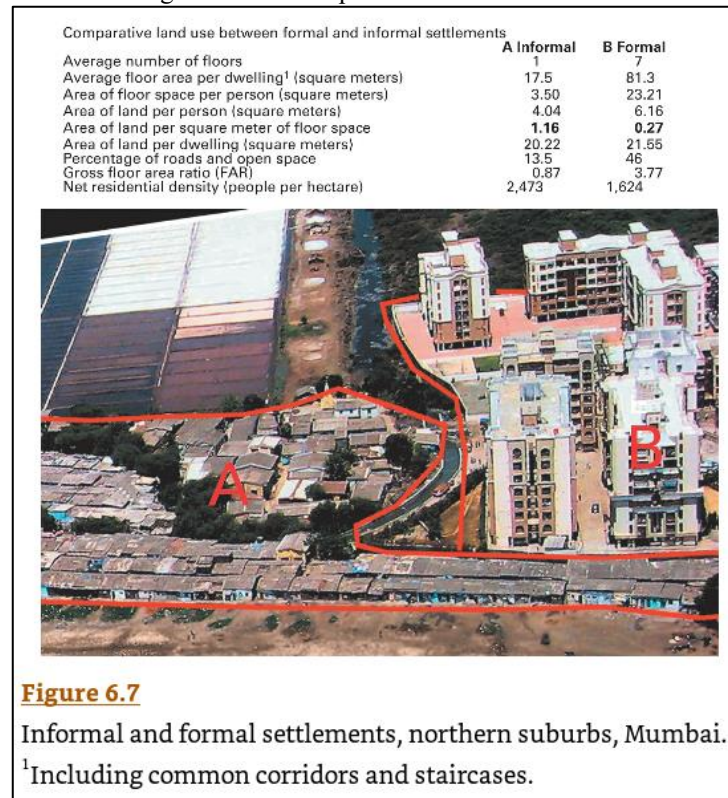 Comparative land use between formal and informal settlements
A Informal B Formal
Average number of floors 1 7
Average floor area per dwelling¹ (square meters) 17.5 81.3
Area of floor space per person (square meters) 3.50 23.21
Area of land per person (square meters) 4.04 6.16
Area of land per square meter of floor space 1.16 0.27
Area of land per dwelling (square meters) 20.22 21.55
Percentage of roads and open space 13.5 46
Gross floor area ratio (FAR) 0.87 3.77
Net residential density (people per hectare) 2,473 1,624
A
B
Figure 6.7
Informal and formal settlements, northern suburbs, Mumbai.
¹Including common corridors and staircases.